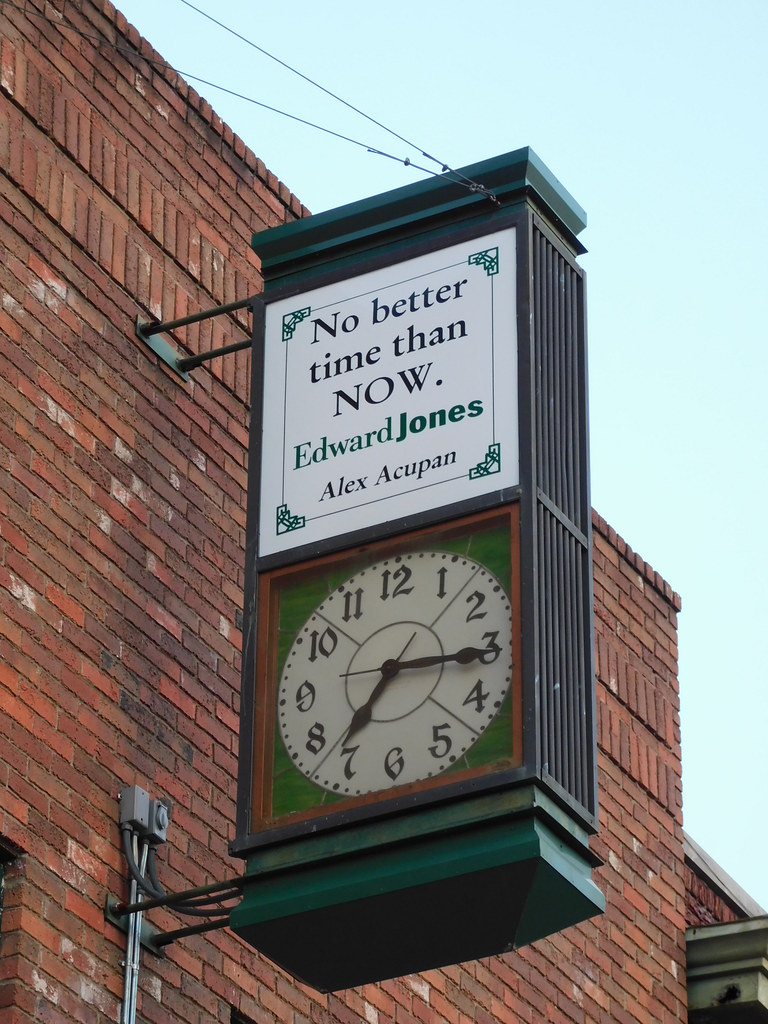 No better
time than
NOW.
EdwardJones
Alex Acupan
12
11 1
10 2
9 3
8 4
7 6 5